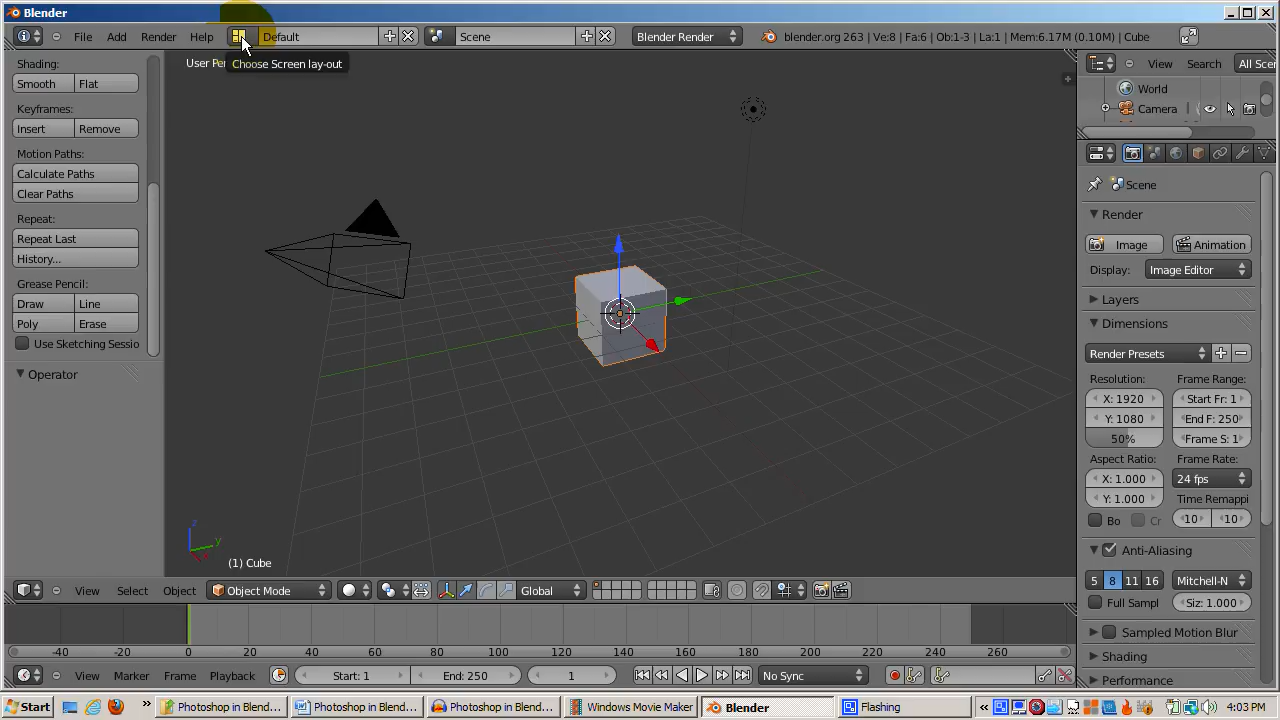 Blender
File Add Render Help Default Scene Blender Render blender.org 263 | Ve:8 | Fa:6 | Ob:1-3 | La:1 | Mem:6.17M (0.10M) | Cube
Choose Screen lay-out
User Per
Shading:
Smooth Flat
Keyframes:
Insert Remove
Motion Paths:
Calculate Paths
Clear Paths
Repeat:
Repeat Last
History...
Grease Pencil:
Draw Line
Poly Erase
Use Sketching Sessio
Operator
z
y
(1) Cube
View Search All Scer
World
Camera
Scene
Render
Image Animation
Display: Image Editor
Layers
Dimensions
Render Presets
Resolution: Frame Range:
X: 1920 Start Fr: 1
Y: 1080 End F: 250
50% Frame S: 1
Aspect Ratio: Frame Rate:
X: 1.000 24 fps
Y: 1.000 Time Remappi
Bo Cr 10 10
Anti-Aliasing
5 8 11 16 Mitchell-N
Full Sampl Siz: 1.000
Sampled Motion Blur
Shading
Performance
View Select Object Object Mode Global
-40 -20 0 20 40 60 80 100 120 140 160 180 200 220 240 260
View Marker Frame Playback Start: 1 End: 250 1 No Sync
Start Photoshop in Blend... Photoshop in Blend... Photoshop in Blend... Windows Movie Maker Blender Flashing 4:03 PM